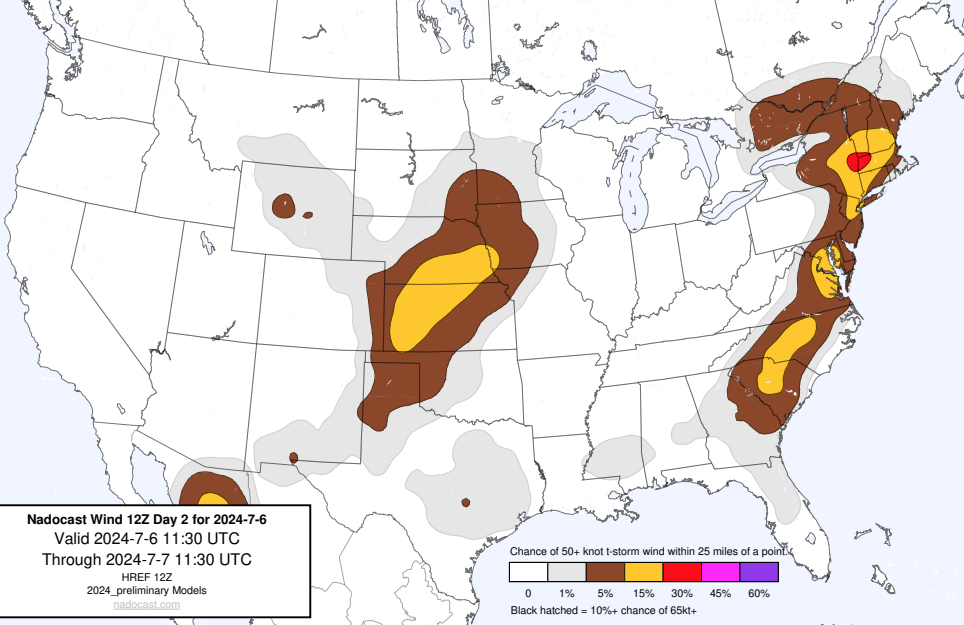 Nadocast Wind 12Z Day 2 for 2024-7-6
Valid 2024-7-6 11:30 UTC
Through 2024-7-7 11:30 UTC
HREF 12Z
2024_preliminary Models
nadocast.com
Chance of 50+ knot t-storm wind within 25 miles of a point.
0 1% 5% 15% 30% 45% 60%
Black hatched = 10%+ chance of 65kt+